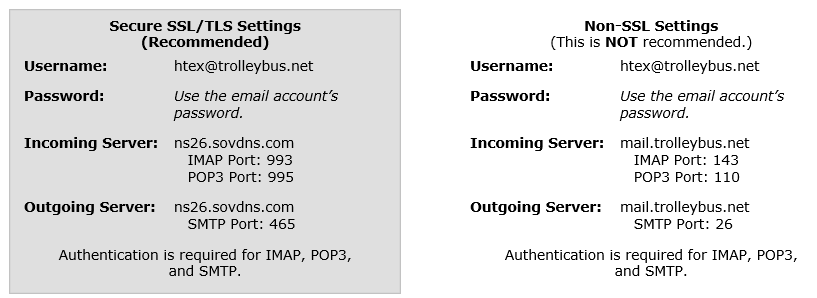 Secure SSL/TLS Settings
(Recommended)
Username: htex@trolleybus.net
Password: Use the email account’s
password.
Incoming Server: ns26.sovdns.com
IMAP Port: 993
POP3 Port: 995
Outgoing Server: ns26.sovdns.com
SMTP Port: 465
Authentication is required for IMAP, POP3,
and SMTP.
Non-SSL Settings
(This is NOT recommended.)
Username: htex@trolleybus.net
Password: Use the email account’s
password.
Incoming Server: mail.trolleybus.net
IMAP Port: 143
POP3 Port: 110
Outgoing Server: mail.trolleybus.net
SMTP Port: 26
Authentication is required for IMAP, POP3,
and SMTP.